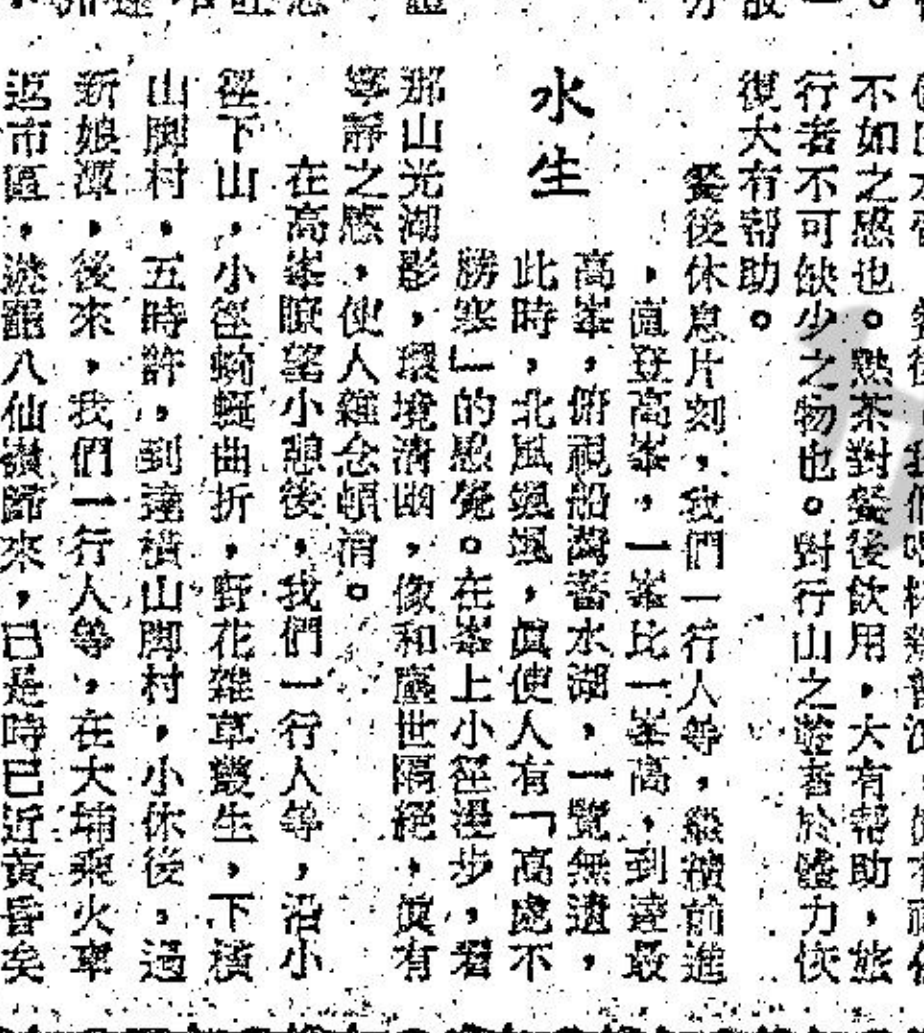 不如之感也。熟茶對餐後飲用，大有帮助，旅
行者不可缺少之物也。對行山之遊者於體力恢
復大有帮助。
餐後休息片刻，我們一行人等，繼續前進
，直登高峯，一峯比一峯高，到達最
高峯，俯視船灣蓄水湖，一覽無遺，
此時，北風颯颯，眞使人有「高處不
勝寒」的感覺。在峯上小徑漫步，看
水生
那山光湖影，環境清幽，像和塵世隔絕，眞有
寧靜之感，使人雜念頓消。
在高峯瞭望小憩後，我們一行人等，沿小
徑下山，小徑蜿蜒曲折，野花雜草叢生，下橫
山脚村，五時許，到達橫山脚村，小休後，過
新娘潭，後來，我們一行人等，在大埔乘火車
返市區，遊罷八仙嶺歸來，已是時已近黃昏矣